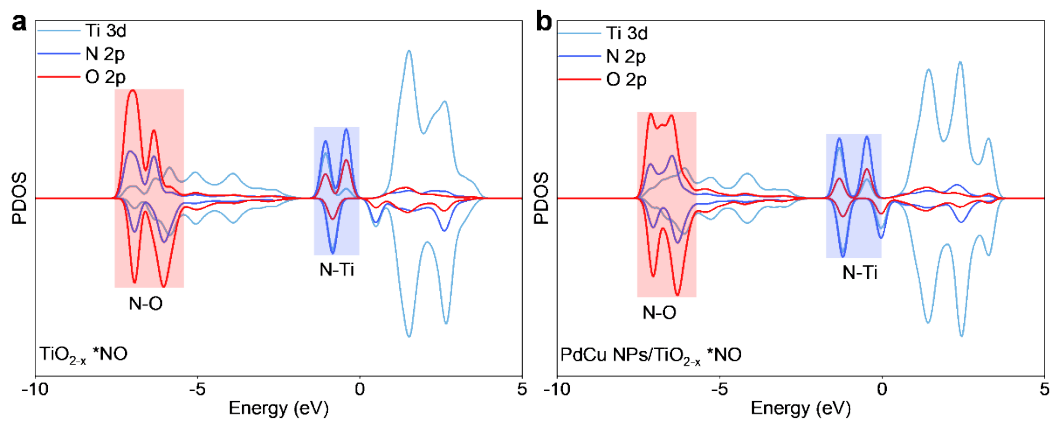 a
Ti 3d
N 2p
O 2p
PDOS
N-O
N-Ti
TiO2-x *NO
-10 -5 0 5
Energy (eV)
b
Ti 3d
N 2p
O 2p
PDOS
N-O
N-Ti
PdCu NPs/TiO2-x *NO
-10 -5 0 5
Energy (eV)